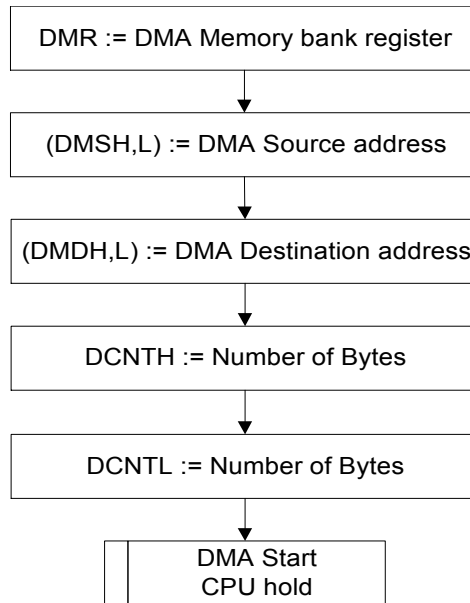 DMR := DMA Memory bank register
(DMSH,L) := DMA Source address
(DMDH,L) := DMA Destination address
DCNTH := Number of Bytes
DCNTL := Number of Bytes
DMA Start
CPU hold